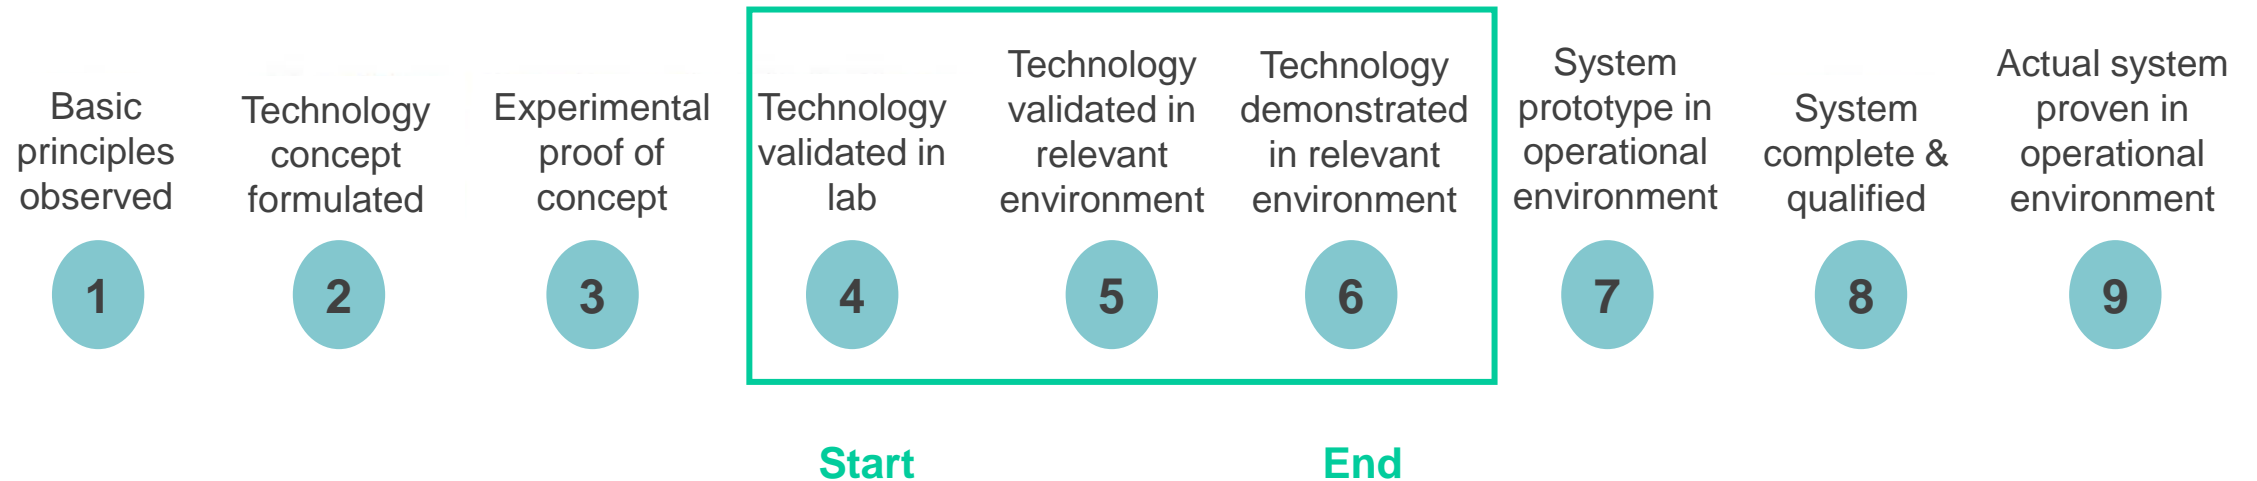 Basic
principles
observed
1
Technology
concept
formulated
2
Experimental
proof of
concept
3
Technology
validated in
lab
4
Technology
validated in
relevant
environment
5
Technology
demonstrated
in relevant
environment
6
System
prototype in
operational
environment
7
System
complete &
qualified
8
Actual system
proven in
operational
environment
9
Start
End